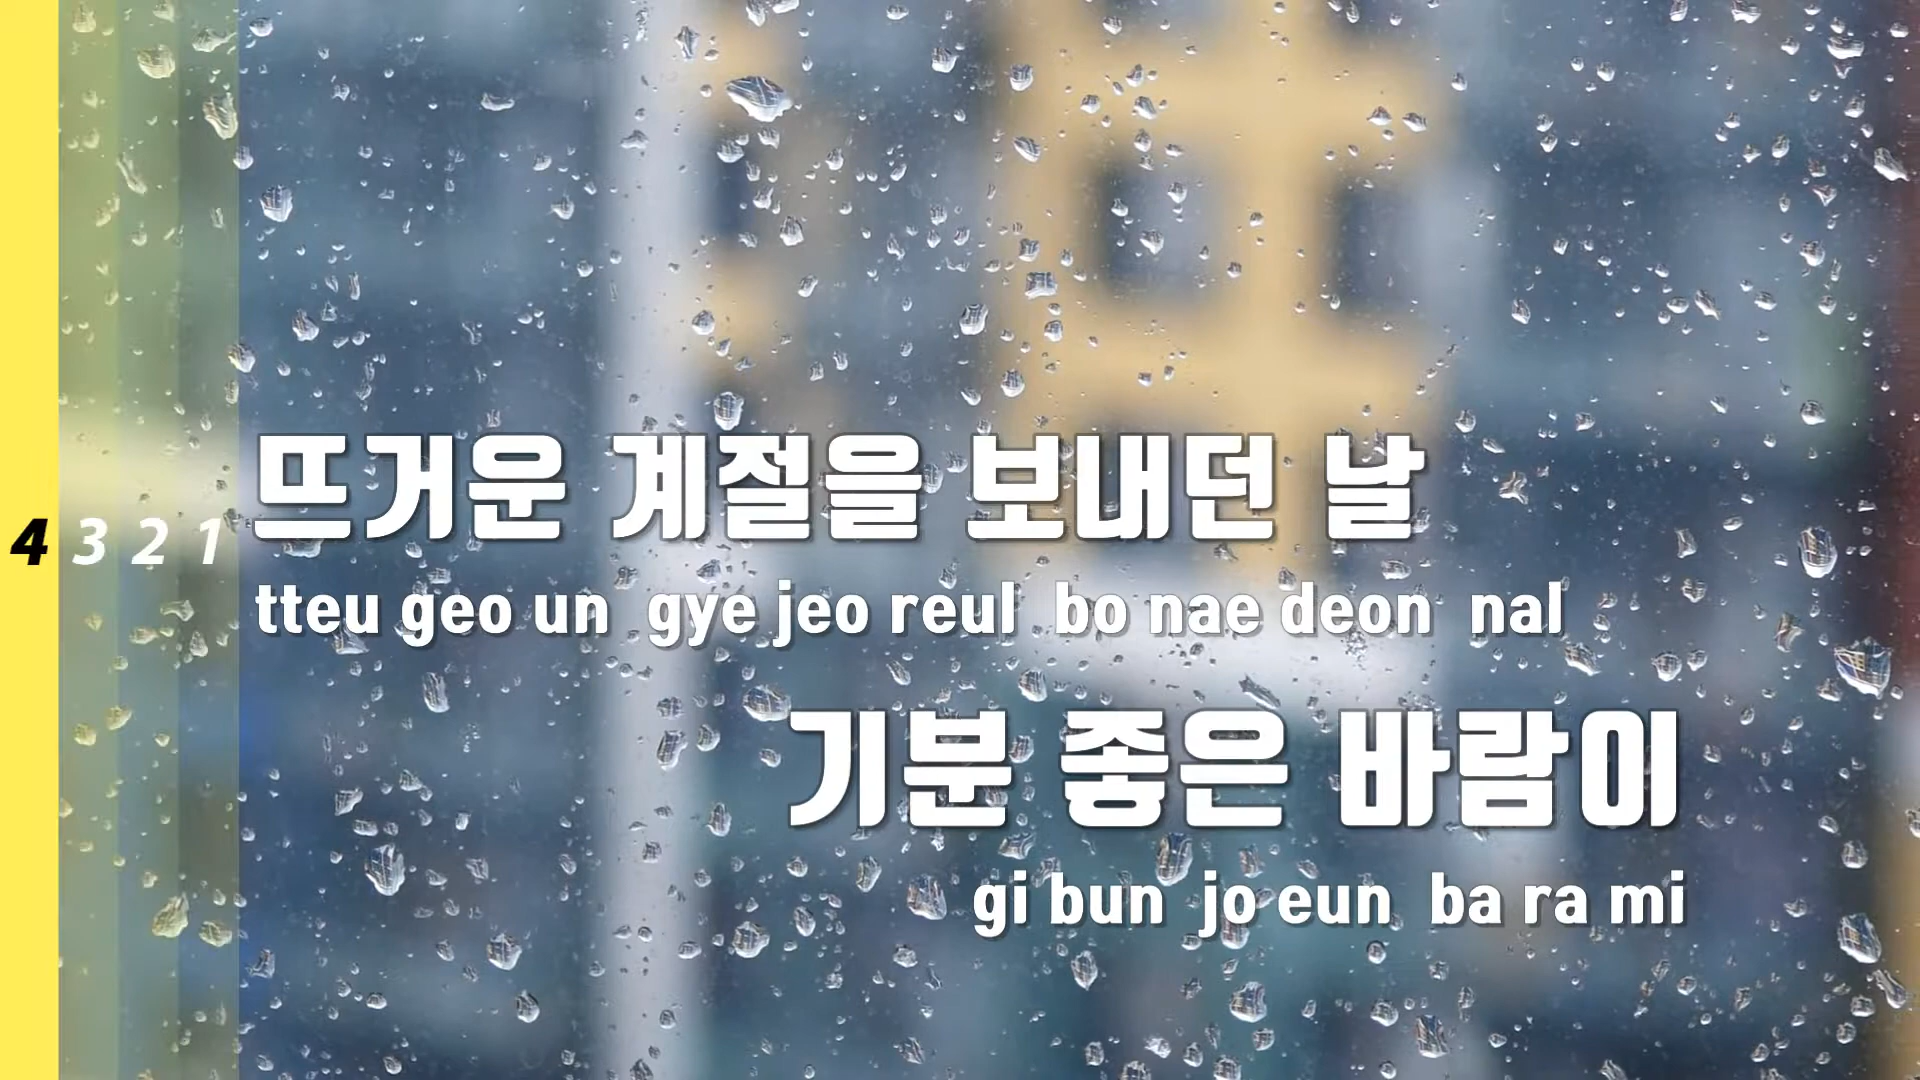 뜨거운 계절을 보내던 날
4 3 2 1
tteu geo un gye jeo reul bo nae deon nal
기분 좋은 바람이
gi bun jo eun ba ra mi